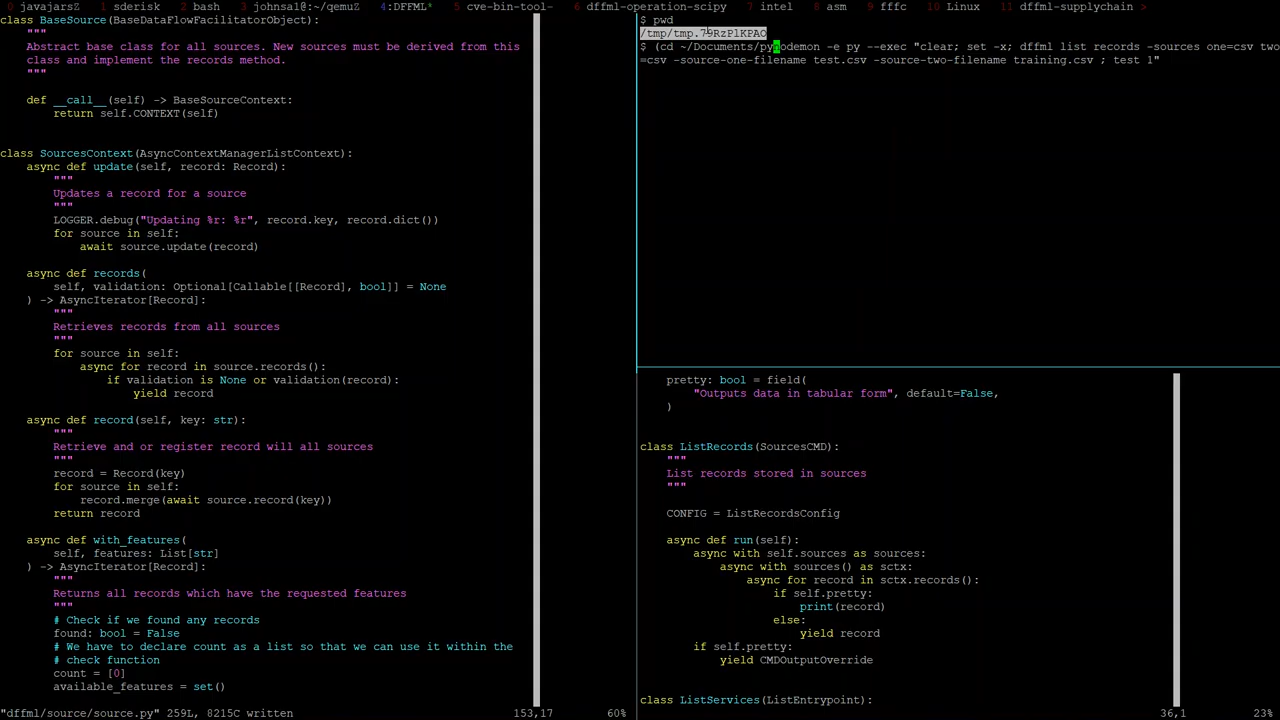 0 javajarsZ  1 sderisk  2 bash  3 johnsa1@:~/qemuZ  4:DFFML*  5 cve-bin-tool-  6 dffml-operation-scipy  7 intel  8 asm  9 fffc  10 Linux  11 dffml-supplychain >
class BaseSource(BaseDataFlowFacilitatorObject):
    """
    Abstract base class for all sources. New sources must be derived from this
    class and implement the records method.
    """
    def __call__(self) -> BaseSourceContext:
        return self.CONTEXT(self)
class SourcesContext(AsyncContextManagerListContext):
    async def update(self, record: Record):
        """
        Updates a record for a source
        """
        LOGGER.debug("Updating %r: %r", record.key, record.dict())
        for source in self:
            await source.update(record)
    async def records(
        self, validation: Optional[Callable[[Record], bool]] = None
    ) -> AsyncIterator[Record]:
        """
        Retrieves records from all sources
        """
        for source in self:
            async for record in source.records():
                if validation is None or validation(record):
                    yield record
    async def record(self, key: str):
        """
        Retrieve and or register record will all sources
        """
        record = Record(key)
        for source in self:
            record.merge(await source.record(key))
        return record
    async def with_features(
        self, features: List[str]
    ) -> AsyncIterator[Record]:
        """
        Returns all records which have the requested features
        """
        # Check if we found any records
        found: bool = False
        # We have to declare count as a list so that we can use it within the
        # check function
        count = [0]
        available_features = set()
"dffml/source/source.py" 259L, 8215C written    153,17    60%
$ pwd
/tmp/tmp.79RzPlKPAO
$ (cd ~/Documents/pynodemon -e py --exec "clear; set -x; dffml list records -sources one=csv two
=csv -source-one-filename test.csv -source-two-filename training.csv ; test 1"
    pretty: bool = field(
        "Outputs data in tabular form", default=False,
    )
class ListRecords(SourcesCMD):
    """
    List records stored in sources
    """
    CONFIG = ListRecordsConfig
    async def run(self):
        async with self.sources as sources:
            async with sources() as sctx:
                async for record in sctx.records():
                    if self.pretty:
                        print(record)
                    else:
                        yield record
        if self.pretty:
            yield CMDOutputOverride
class ListServices(ListEntrypoint):
36,1    23%